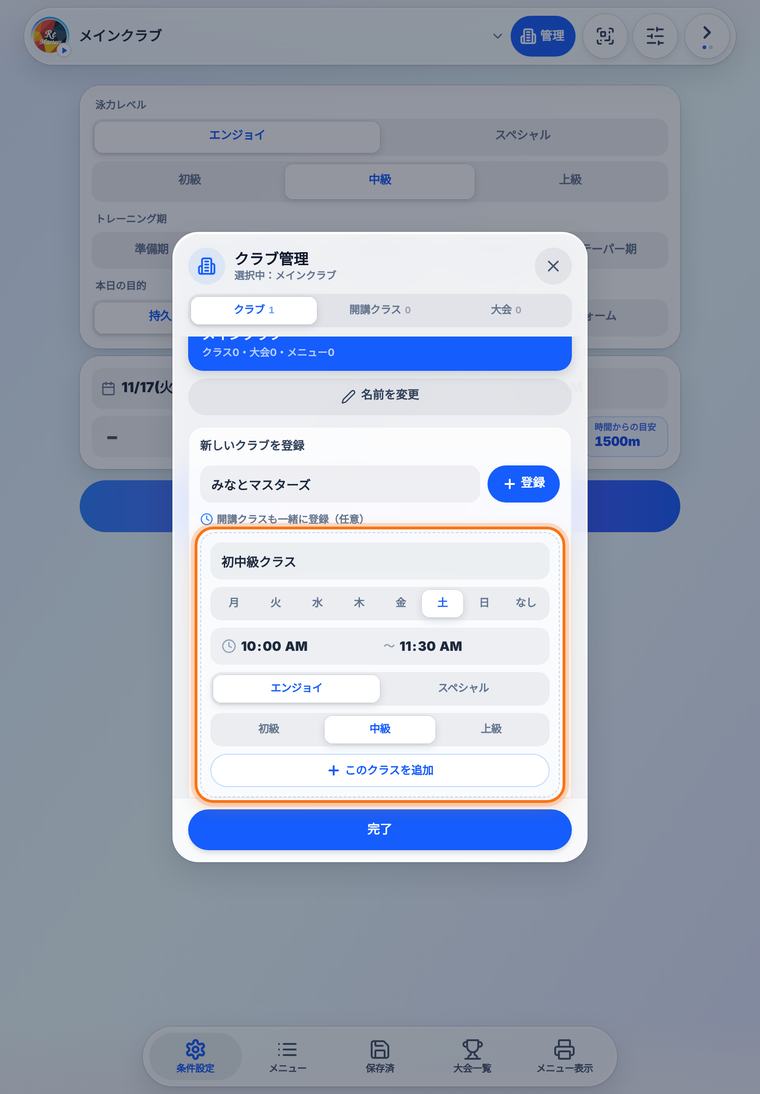 メインクラブ
管理
泳力レベル
エンジョイ
スペシャル
初級
中級
上級
トレーニング期
準備期
テーパー期
本日の目的
持久
ォーム
11/17(火
–
時間からの目安
1500m
クラブ管理
選択中：メインクラブ
クラブ 1
開講クラス 0
大会 0
メインクラブ
クラス0・大会0・メニュー0
名前を変更
新しいクラブを登録
みなとマスターズ
登録
開講クラスも一緒に登録（任意）
初中級クラス
月 火 水 木 金 土 日 なし
10:00 AM
〜 11:30 AM
エンジョイ
スペシャル
初級
中級
上級
このクラスを追加
完了
条件設定
メニュー
保存済
大会一覧
メニュー表示